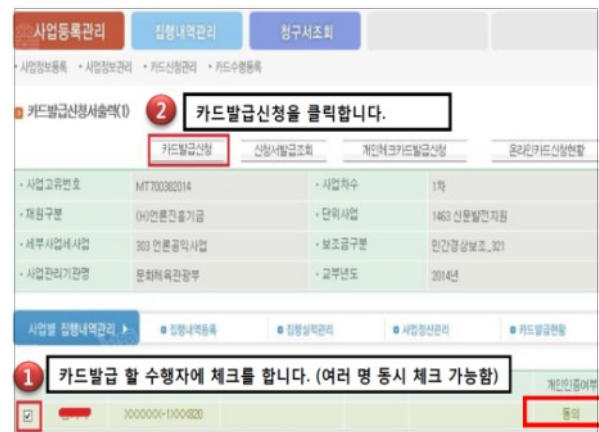 사업등록관리 집행내역관리 청구서조회
• 사업정보등록 • 사업정보관리 • 카드신청관리 • 카드수령등록
카드발급신청서출력(1) 2 카드발급신청을 클릭합니다.
카드발급신청 신청서발급조회 개인체크카드발급신청 온라인카드신청현황
• 사업고유번호 MT700382014 • 사업차수 1차
• 재원구분 (H)언론진흥기금 • 단위사업 1463 신문발전지원
• 세부사업세사업 303 언론공익사업 • 보조금구분 민간경상보조_321
• 사업관리기관명 문화체육관광부 • 교부년도 2014년
사업별 집행내역관리 집행내역등록 집행실적관리 사업정산관리 카드발급현황
1 카드발급 할 수행자에 체크를 합니다. (여러 명 동시 체크 가능함)
개인인증여부
동의